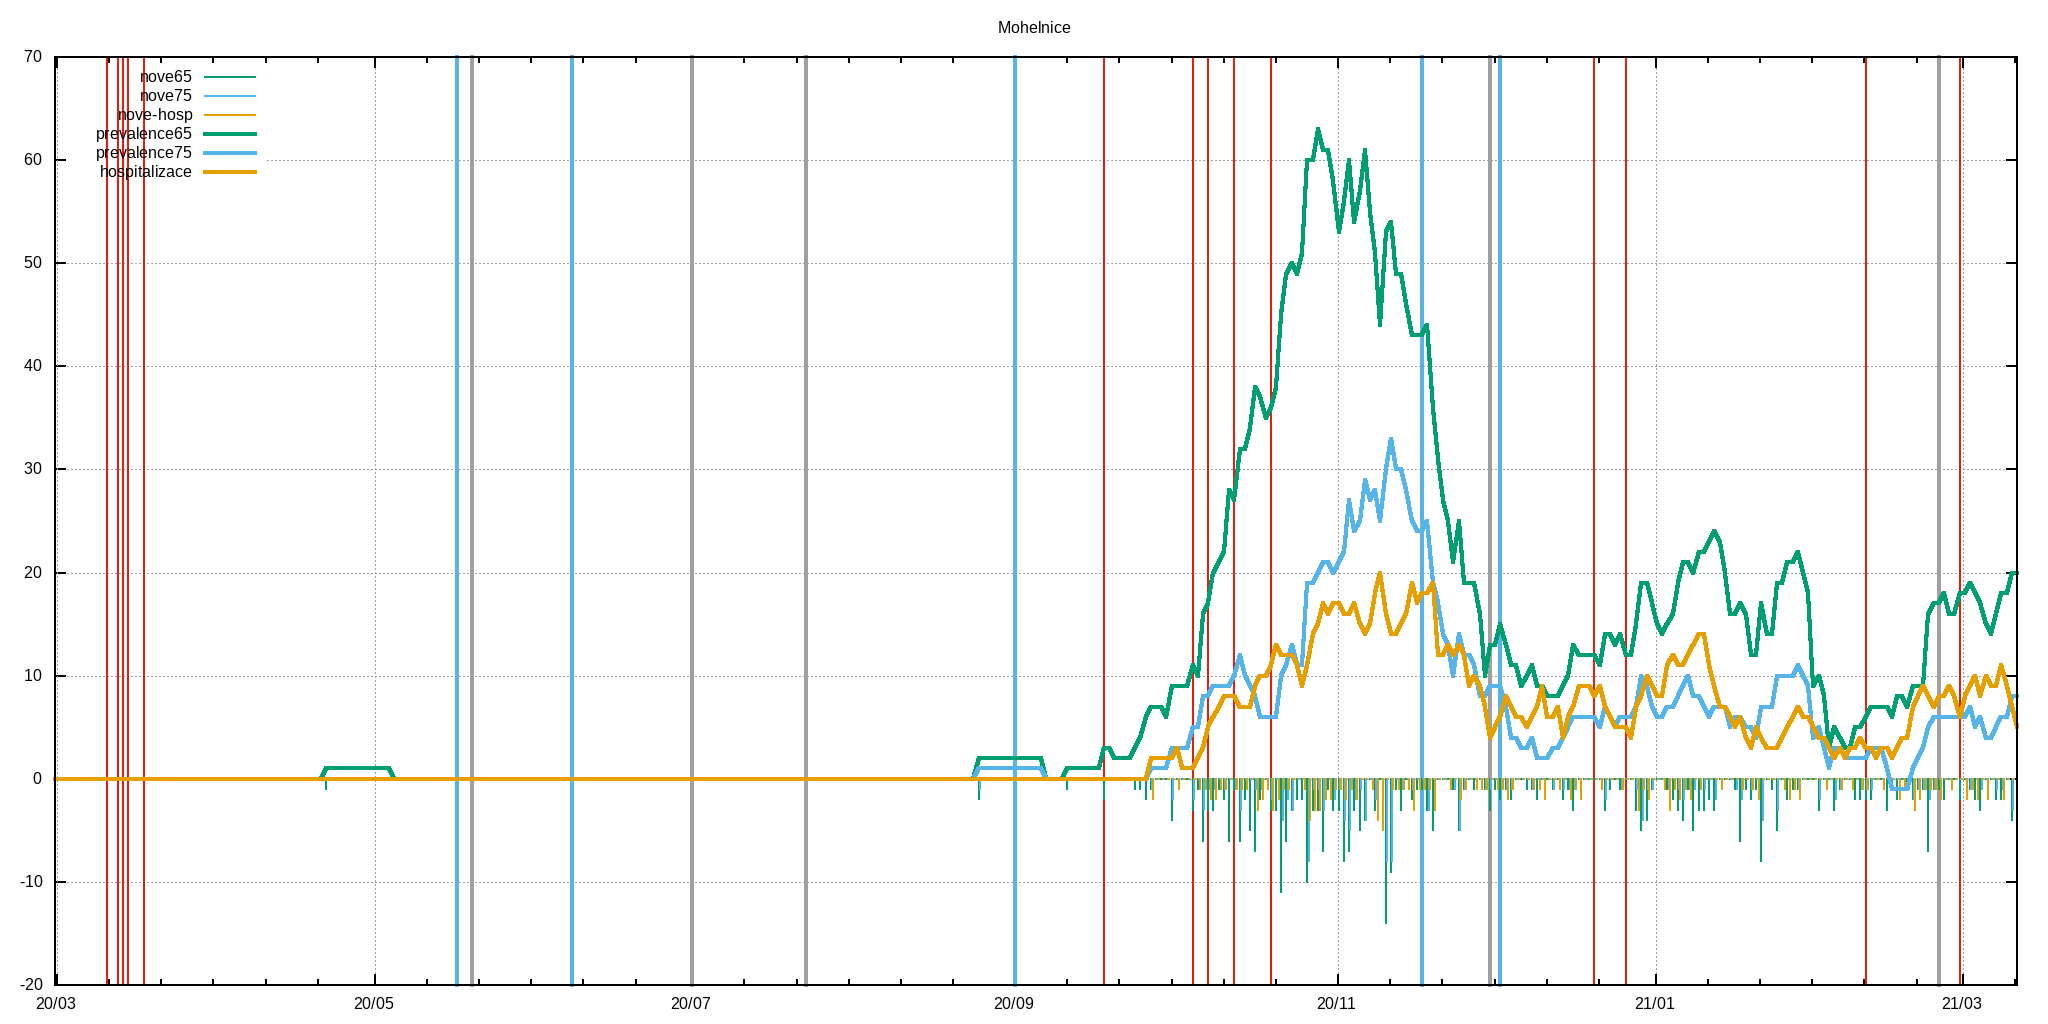 Mohelnice
70
60
50
40
30
20
10
0
-10
-20
nove65
nove75
nove-hosp
prevalence65
prevalence75
hospitalizace
20/03 20/05 20/07 20/09 20/11 21/01 21/03